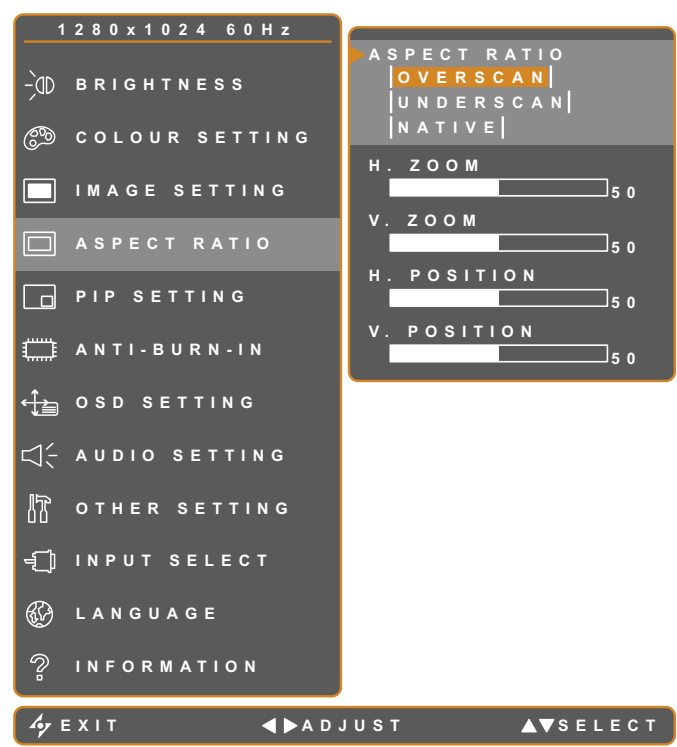 1280x1024 60Hz
BRIGHTNESS
COLOUR SETTING
IMAGE SETTING
ASPECT RATIO
PIP SETTING
ANTI-BURN-IN
OSD SETTING
AUDIO SETTING
OTHER SETTING
INPUT SELECT
LANGUAGE
INFORMATION
ASPECT RATIO
OVERSCAN
UNDERSCAN
NATIVE
H. ZOOM
50
V. ZOOM
50
H. POSITION
50
V. POSITION
50
EXIT ADJUST SELECT